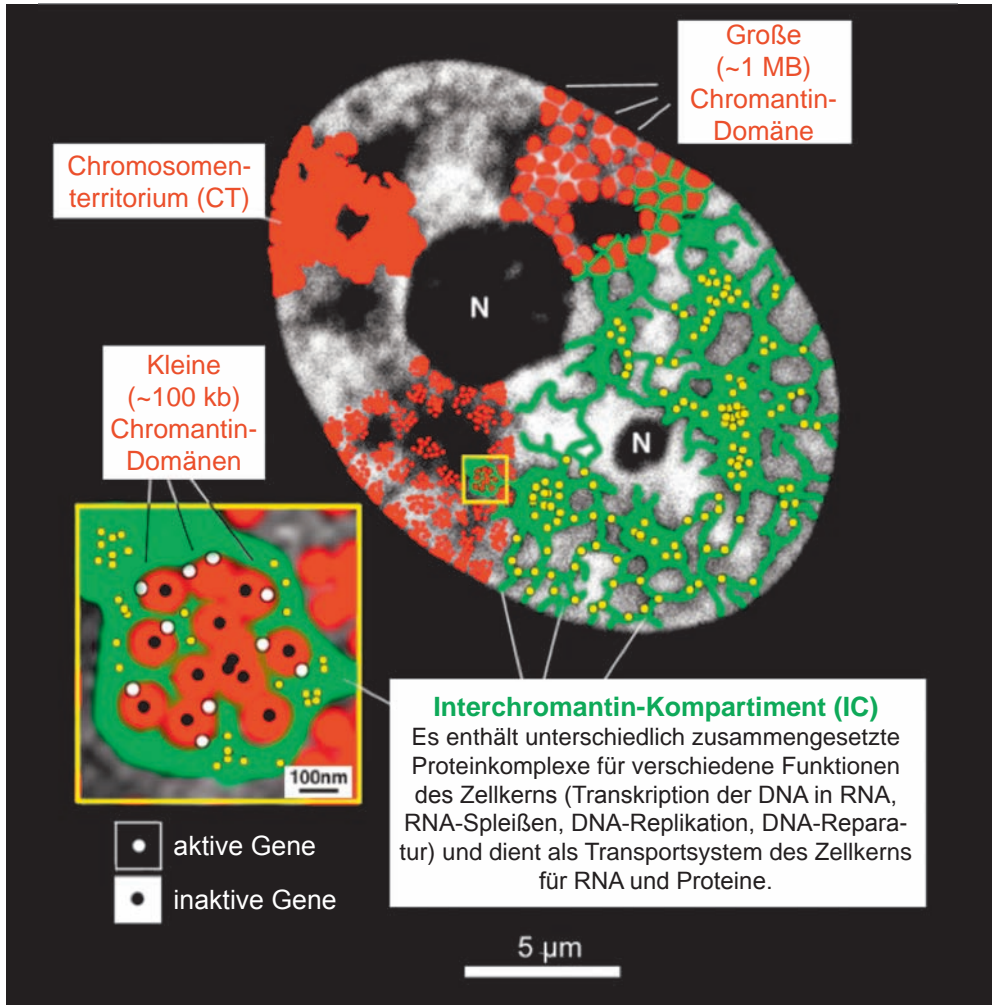 Große
(~1 MB)
Chromantin-
Domäne
Chromosomen-
territorium (CT)
N
Kleine
(~100 kb)
Chromantin-
Domänen
N
Interchromantin-Kompartiment (IC)
Es enthält unterschiedlich zusammengesetzte
Proteinkomplexe für verschiedene Funktionen
des Zellkerns (Transkription der DNA in RNA,
RNA-Spleißen, DNA-Replikation, DNA-Repara-
tur) und dient als Transportsystem des Zellkerns
für RNA und Proteine.
100nm
aktive Gene
inaktive Gene
5 µm